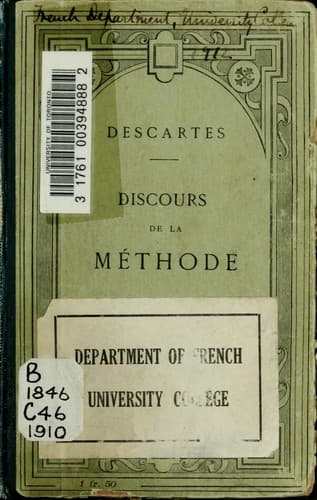 French Department, University College
1912
UNIVERSITY OF TORONTO
3 1761 00394888 2
DESCARTES
DISCOURS
DE LA
MÉTHODE
DEPARTMENT OF FRENCH
UNIVERSITY COLLEGE
B
1846
C46
1910
1 fr. 50